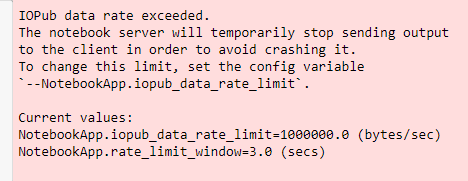 IOPub data rate exceeded.
The notebook server will temporarily stop sending output
to the client in order to avoid crashing it.
To change this limit, set the config variable
`--NotebookApp.iopub_data_rate_limit`.

Current values:
NotebookApp.iopub_data_rate_limit=1000000.0 (bytes/sec)
NotebookApp.rate_limit_window=3.0 (secs)